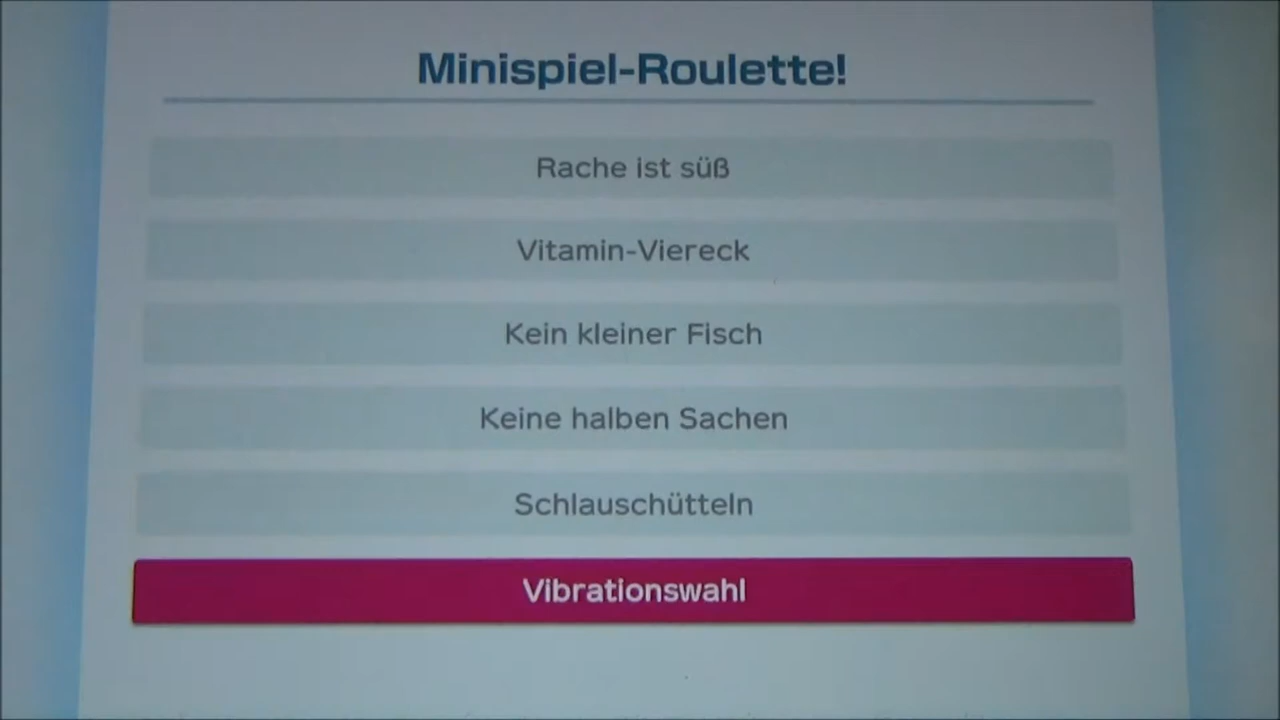 Minispiel-Roulette!
Rache ist süß
Vitamin-Viereck
Kein kleiner Fisch
Keine halben Sachen
Schlauschütteln
Vibrationswahl